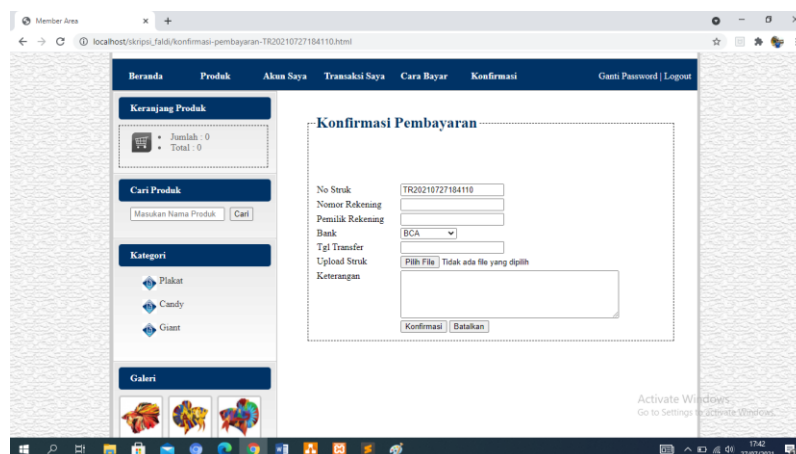 Member Area
localhost/skripsi_faldi/konfirmasi-pembayaran-TR20210727184110.html
Beranda Produk Akun Saya Transaksi Saya Cara Bayar Konfirmasi Ganti Password | Logout
Keranjang Produk
Jumlah : 0
Total : 0
Cari Produk
Masukan Nama Produk Cari
Kategori
Plakat
Candy
Giant
Galeri
Konfirmasi Pembayaran
No Struk TR20210727184110
Nomor Rekening
Pemilik Rekening
Bank BCA
Tgl Transfer
Upload Struk Pilih File Tidak ada file yang dipilih
Keterangan
Konfirmasi Batalkan
Activate Windows
Go to Settings to activate Windows.
17:42
27/07/2021